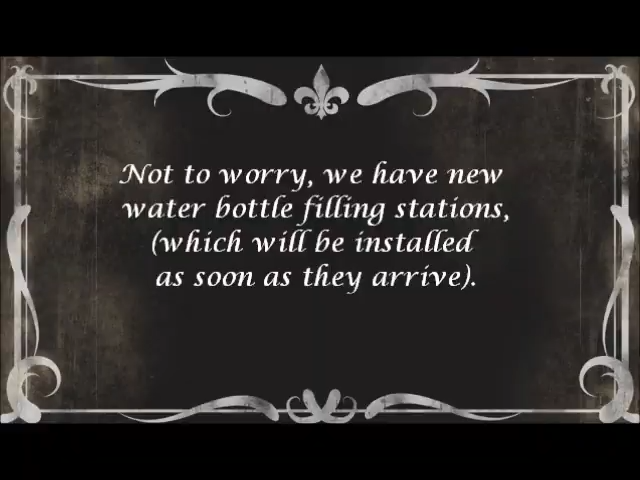 Not to worry, we have new
water bottle filling stations,
(which will be installed
as soon as they arrive).